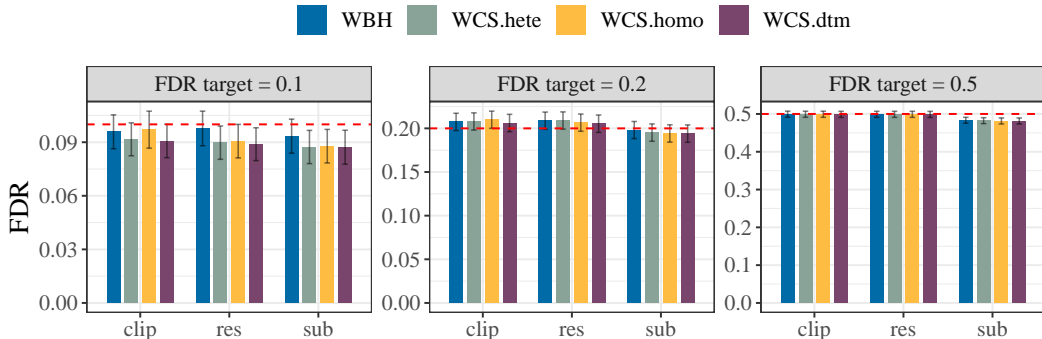 WBH WCS.hete WCS.homo WCS.dtm
FDR target = 0.1 FDR target = 0.2 FDR target = 0.5
FDR
0.09
0.06
0.03
0.00
clip res sub
0.20
0.15
0.10
0.05
0.00
clip res sub
0.5
0.4
0.3
0.2
0.1
0.0
clip res sub